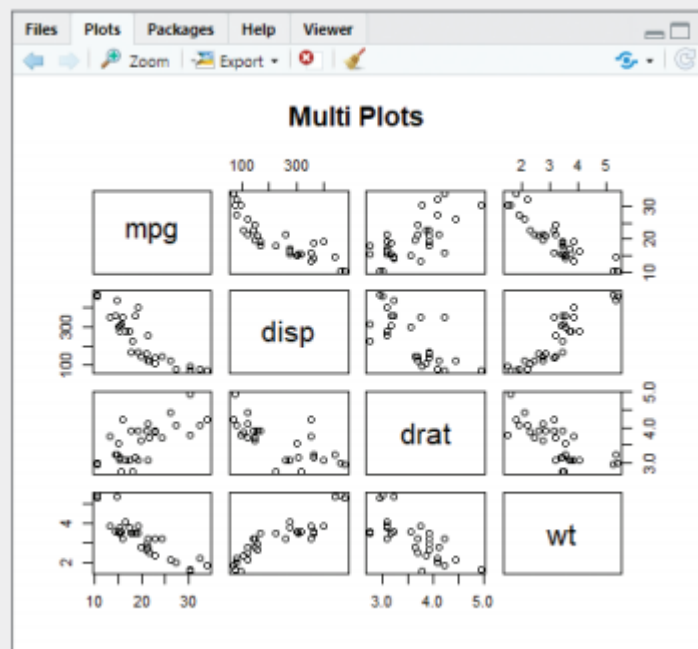 Files Plots Packages Help Viewer
Zoom Export
Multi Plots
100 300 2 3 4 5
mpg
10 20 30
100 300
disp
drat
3.0 4.0 5.0
2 4
wt
10 20 30 3.0 4.0 5.0